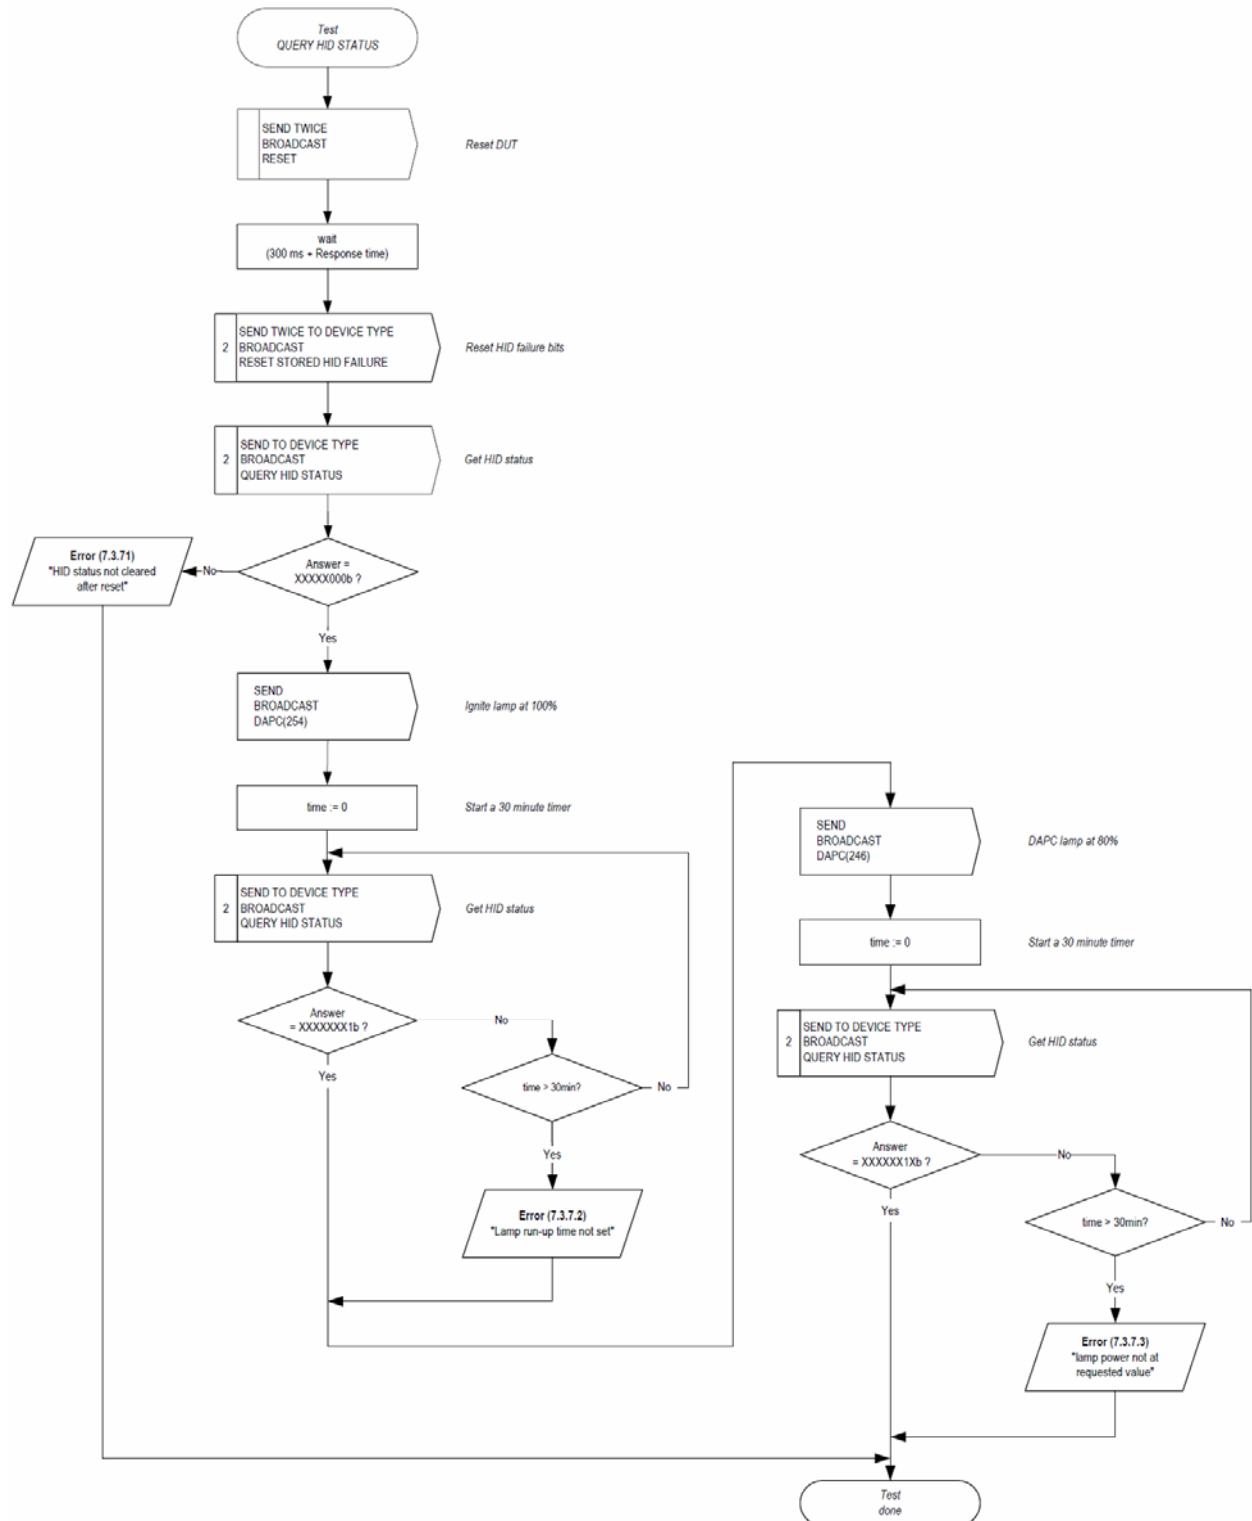 Test
QUERY HID STATUS
SEND TWICE
BROADCAST
RESET
Reset DUT
wait
(300 ms + Response time)
2
SEND TWICE TO DEVICE TYPE
BROADCAST
RESET STORED HID FAILURE
Reset HID failure bits
2
SEND TO DEVICE TYPE
BROADCAST
QUERY HID STATUS
Get HID status
Error (7.3.71)
"HID status not cleared
after reset"
No
Answer =
XXXXX000b ?
Yes
SEND
BROADCAST
DAPC(254)
Ignite lamp at 100%
time := 0
Start a 30 minute timer
2
SEND TO DEVICE TYPE
BROADCAST
QUERY HID STATUS
Get HID status
Answer
= XXXXXXX1b ?
No
Yes
time > 30min?
No
Yes
Error (7.3.7.2)
"Lamp run-up time not set"
SEND
BROADCAST
DAPC(246)
DAPC lamp at 80%
time := 0
Start a 30 minute timer
2
SEND TO DEVICE TYPE
BROADCAST
QUERY HID STATUS
Get HID status
Answer
= XXXXXX1Xb ?
No
Yes
time > 30min?
No
Yes
Error (7.3.7.3)
"lamp power not at
requested value"
Test
done